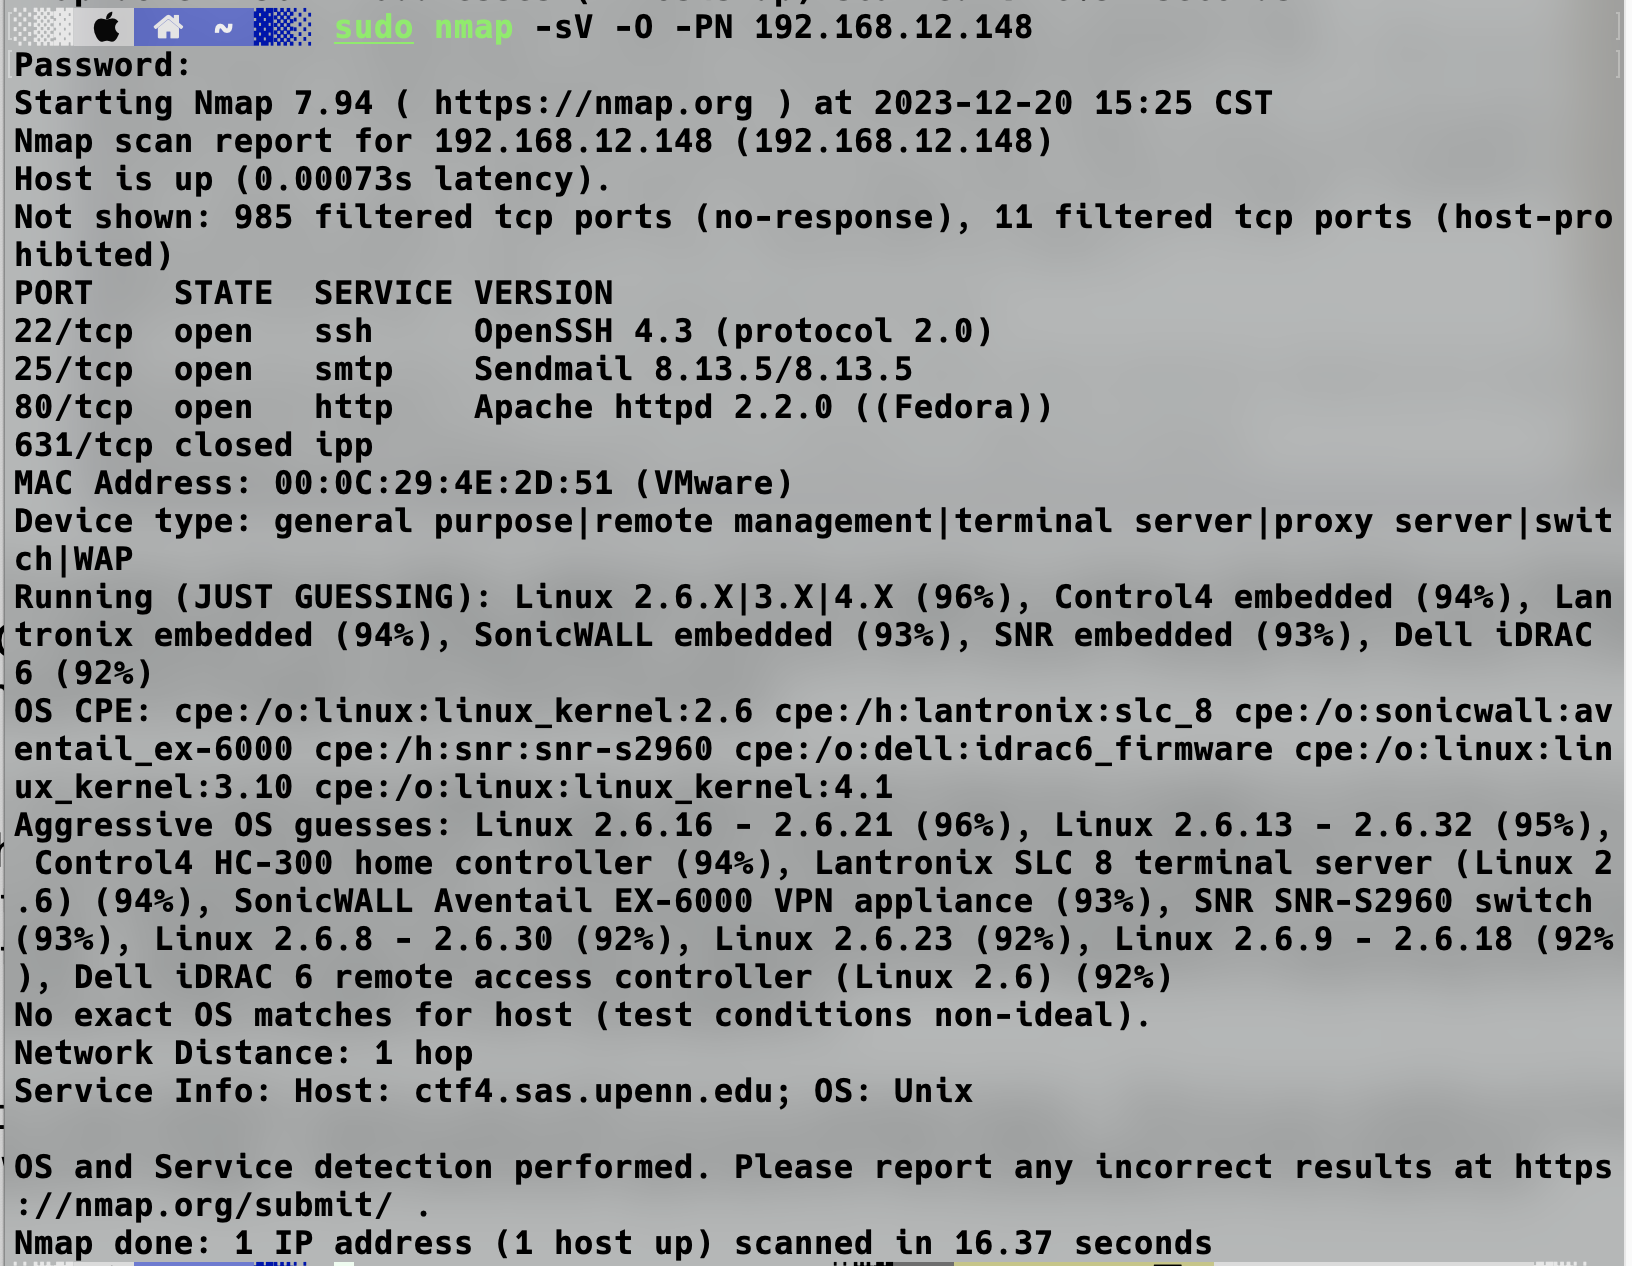 ~ sudo nmap -sV -O -PN 192.168.12.148
Password:
Starting Nmap 7.94 ( https://nmap.org ) at 2023-12-20 15:25 CST
Nmap scan report for 192.168.12.148 (192.168.12.148)
Host is up (0.00073s latency).
Not shown: 985 filtered tcp ports (no-response), 11 filtered tcp ports (host-pro
hibited)
PORT    STATE  SERVICE VERSION
22/tcp  open   ssh     OpenSSH 4.3 (protocol 2.0)
25/tcp  open   smtp    Sendmail 8.13.5/8.13.5
80/tcp  open   http    Apache httpd 2.2.0 ((Fedora))
631/tcp closed ipp
MAC Address: 00:0C:29:4E:2D:51 (VMware)
Device type: general purpose|remote management|terminal server|proxy server|swit
ch|WAP
Running (JUST GUESSING): Linux 2.6.X|3.X|4.X (96%), Control4 embedded (94%), Lan
tronix embedded (94%), SonicWALL embedded (93%), SNR embedded (93%), Dell iDRAC
6 (92%)
OS CPE: cpe:/o:linux:linux_kernel:2.6 cpe:/h:lantronix:slc_8 cpe:/o:sonicwall:av
entail_ex-6000 cpe:/h:snr:snr-s2960 cpe:/o:dell:idrac6_firmware cpe:/o:linux:lin
ux_kernel:3.10 cpe:/o:linux:linux_kernel:4.1
Aggressive OS guesses: Linux 2.6.16 - 2.6.21 (96%), Linux 2.6.13 - 2.6.32 (95%),
Control4 HC-300 home controller (94%), Lantronix SLC 8 terminal server (Linux 2
.6) (94%), SonicWALL Aventail EX-6000 VPN appliance (93%), SNR SNR-S2960 switch
(93%), Linux 2.6.8 - 2.6.30 (92%), Linux 2.6.23 (92%), Linux 2.6.9 - 2.6.18 (92%
), Dell iDRAC 6 remote access controller (Linux 2.6) (92%)
No exact OS matches for host (test conditions non-ideal).
Network Distance: 1 hop
Service Info: Host: ctf4.sas.upenn.edu; OS: Unix
OS and Service detection performed. Please report any incorrect results at https
://nmap.org/submit/ .
Nmap done: 1 IP address (1 host up) scanned in 16.37 seconds